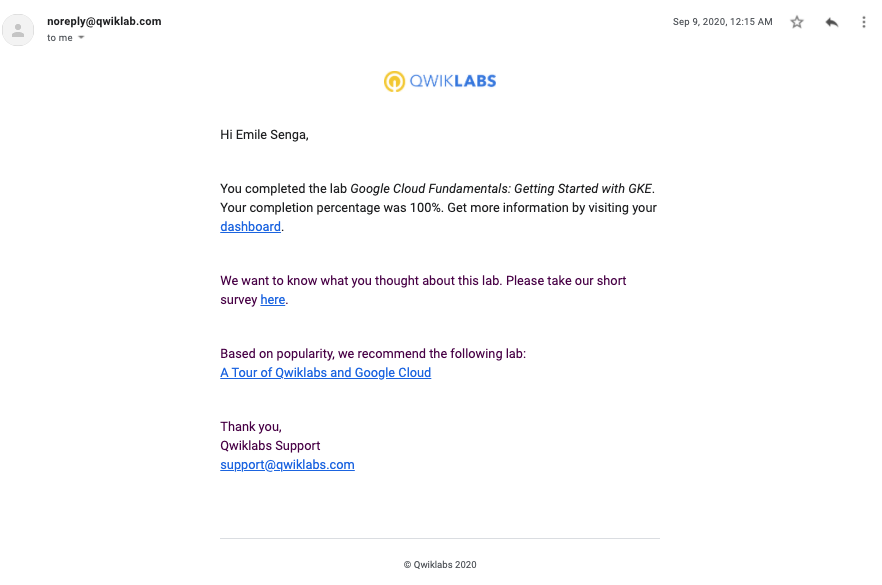 noreply@qwiklab.com
Sep 9, 2020, 12:15 AM
to me
QWIKLABS
Hi Emile Senga,
You completed the lab Google Cloud Fundamentals: Getting Started with GKE.
Your completion percentage was 100%. Get more information by visiting your
dashboard.
We want to know what you thought about this lab. Please take our short
survey here.
Based on popularity, we recommend the following lab:
A Tour of Qwiklabs and Google Cloud
Thank you,
Qwiklabs Support
support@qwiklabs.com
© Qwiklabs 2020